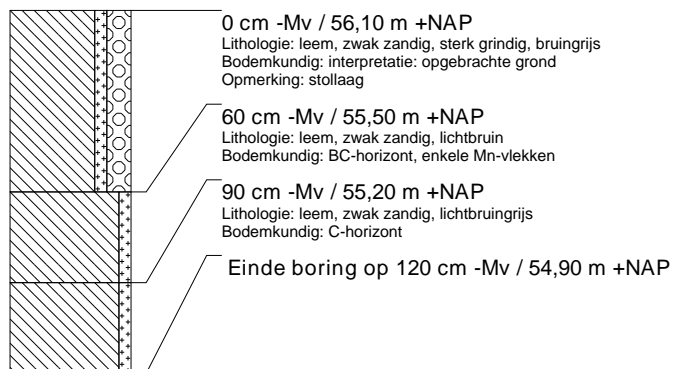 0 cm -Mv / 56,10 m +NAP
Lithologie: leem, zwak zandig, sterk grindig, bruingrijs
Bodemkundig: interpretatie: opgebrachte grond
Opmerking: stollaag
60 cm -Mv / 55,50 m +NAP
Lithologie: leem, zwak zandig, lichtbruin
Bodemkundig: BC-horizont, enkele Mn-vlekken
90 cm -Mv / 55,20 m +NAP
Lithologie: leem, zwak zandig, lichtbruingrijs
Bodemkundig: C-horizont
Einde boring op 120 cm -Mv / 54,90 m +NAP